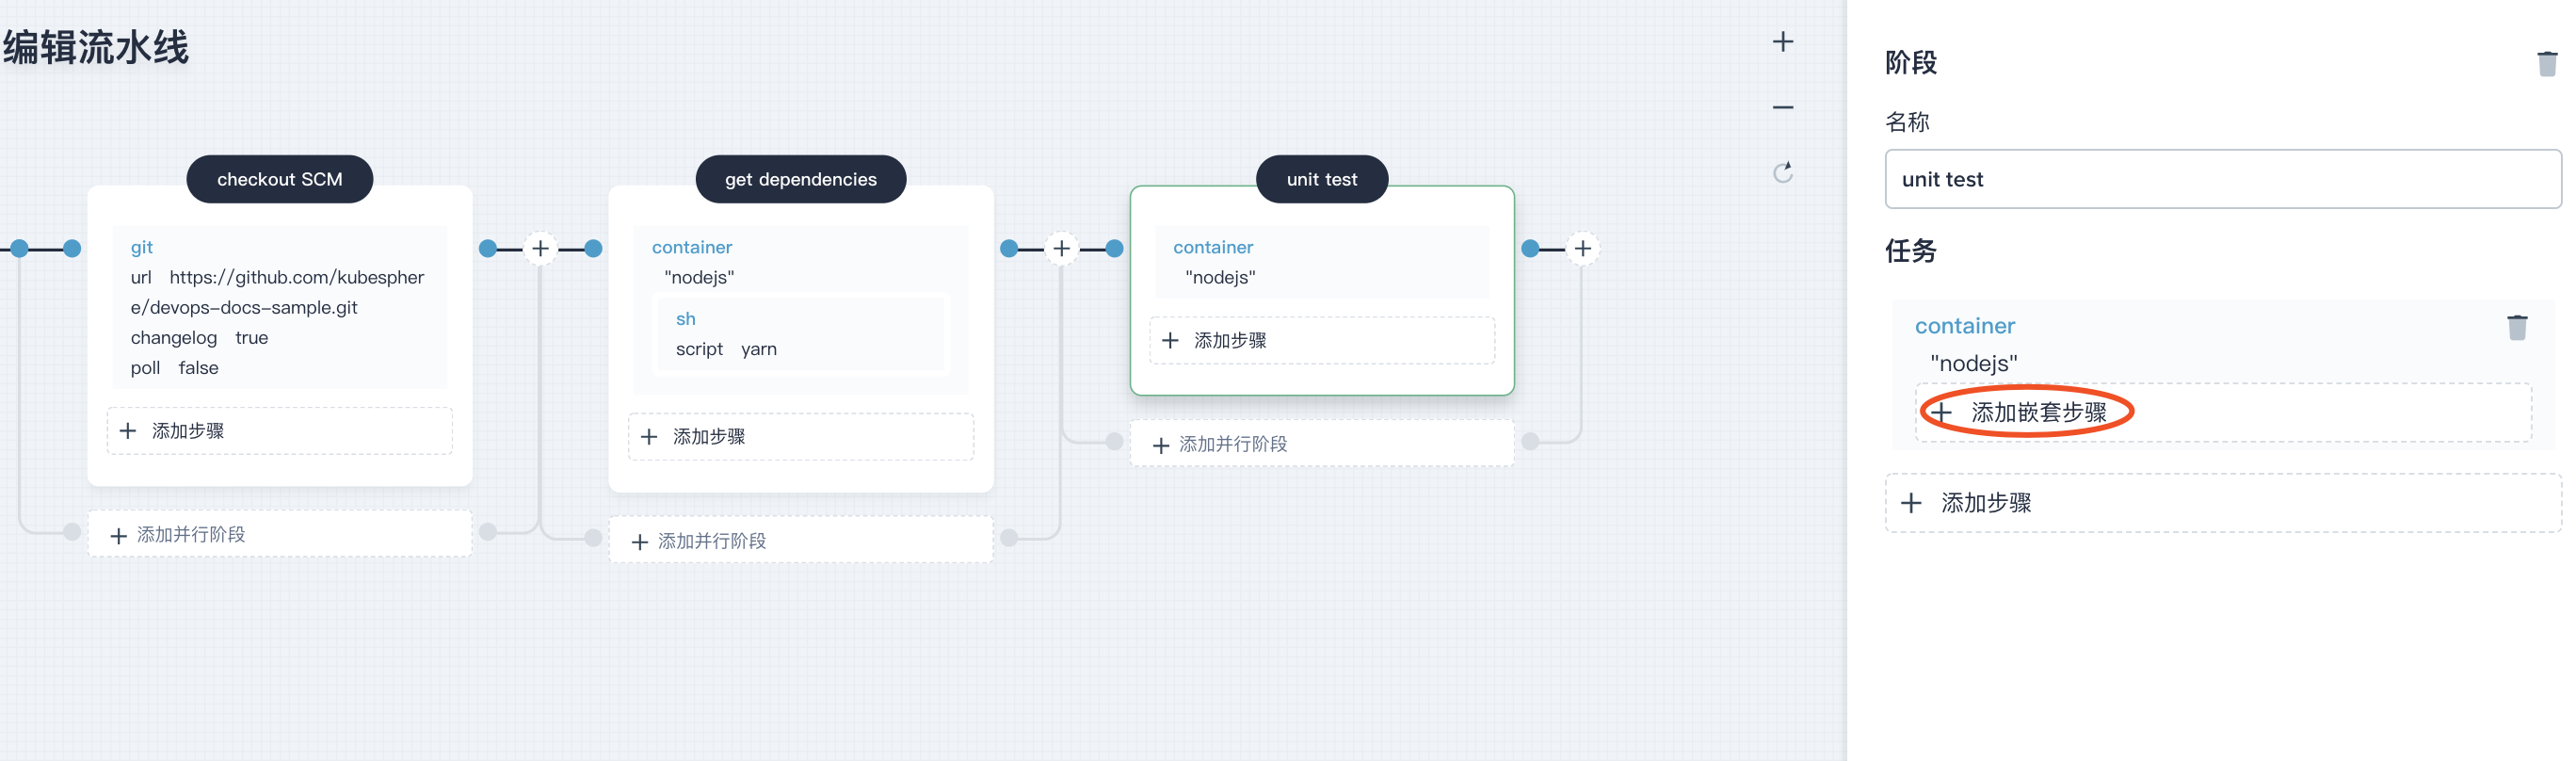 编辑流水线
checkout SCM
git
url https://github.com/kubespher
e/devops-docs-sample.git
changelog true
poll false
添加步骤
添加并行阶段
get dependencies
container
"nodejs"
sh
script yarn
添加步骤
添加并行阶段
unit test
container
"nodejs"
添加步骤
添加并行阶段
阶段
名称
unit test
任务
container
"nodejs"
添加嵌套步骤
添加步骤